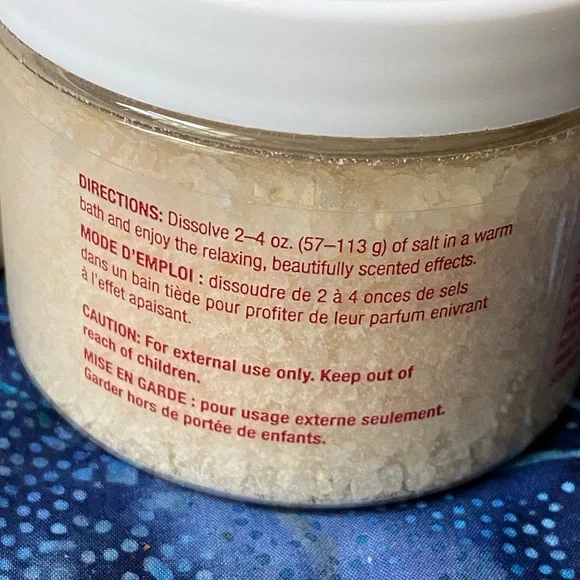 DIRECTIONS: Dissolve 2–4 oz. (57–113 g) of salt in a warm
bath and enjoy the relaxing, beautifully scented effects.
MODE D'EMPLOI : dissoudre de 2 à 4 onces de sels
dans un bain tiède pour profiter de leur parfum enivrant
à l'effet apaisant.
CAUTION: For external use only. Keep out of
reach of children.
MISE EN GARDE : pour usage externe seulement.
Garder hors de portée de enfants.